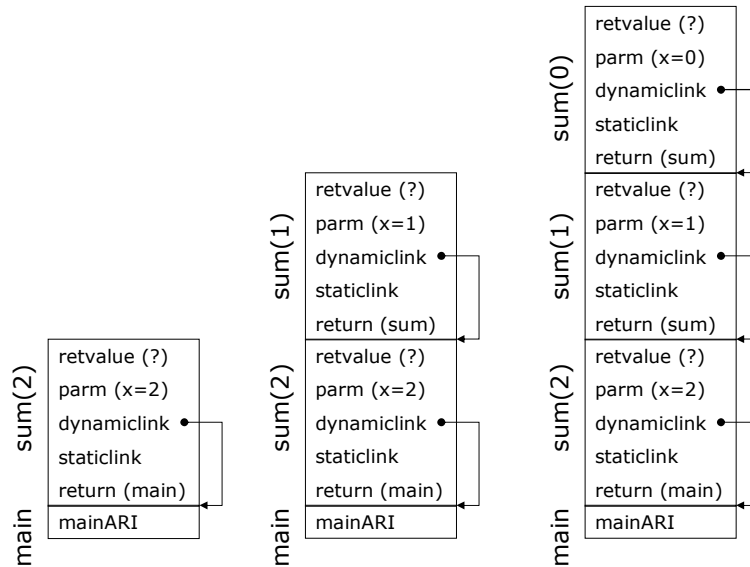 sum(2)
retvalue (?)
parm (x=2)
dynamiclink
staticlink
return (main)
main
mainARI
sum(1)
retvalue (?)
parm (x=1)
dynamiclink
staticlink
return (sum)
sum(2)
retvalue (?)
parm (x=2)
dynamiclink
staticlink
return (main)
main
mainARI
sum(0)
retvalue (?)
parm (x=0)
dynamiclink
staticlink
return (sum)
sum(1)
retvalue (?)
parm (x=1)
dynamiclink
staticlink
return (sum)
sum(2)
retvalue (?)
parm (x=2)
dynamiclink
staticlink
return (main)
main
mainARI